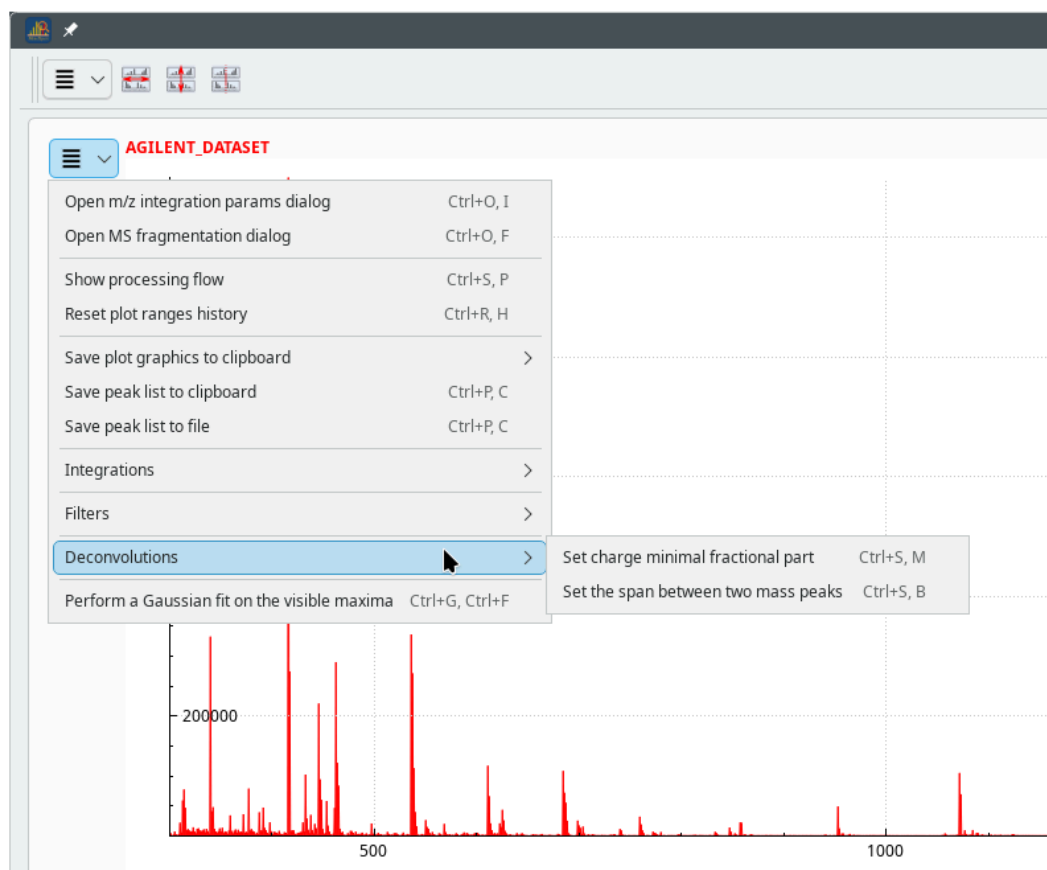 AGILENT_DATASET
Open m/z integration params dialog Ctrl+O, I
Open MS fragmentation dialog Ctrl+O, F
Show processing flow Ctrl+S, P
Reset plot ranges history Ctrl+R, H
Save plot graphics to clipboard
Save peak list to clipboard Ctrl+P, C
Save peak list to file Ctrl+P, C
Integrations
Filters
Deconvolutions
Set charge minimal fractional part Ctrl+S, M
Set the span between two mass peaks Ctrl+S, B
Perform a Gaussian fit on the visible maxima Ctrl+G, Ctrl+F
200000
500 1000